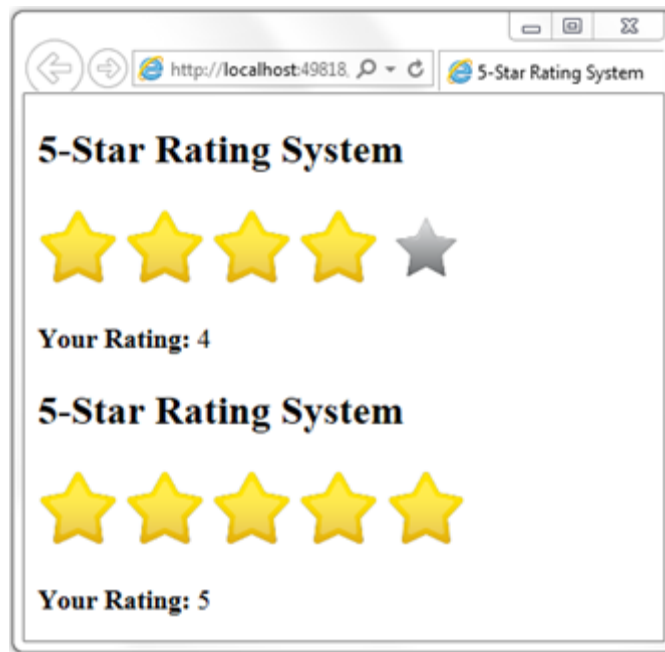 http://localhost:49818
5-Star Rating System
5-Star Rating System
Your Rating: 4
5-Star Rating System
Your Rating: 5